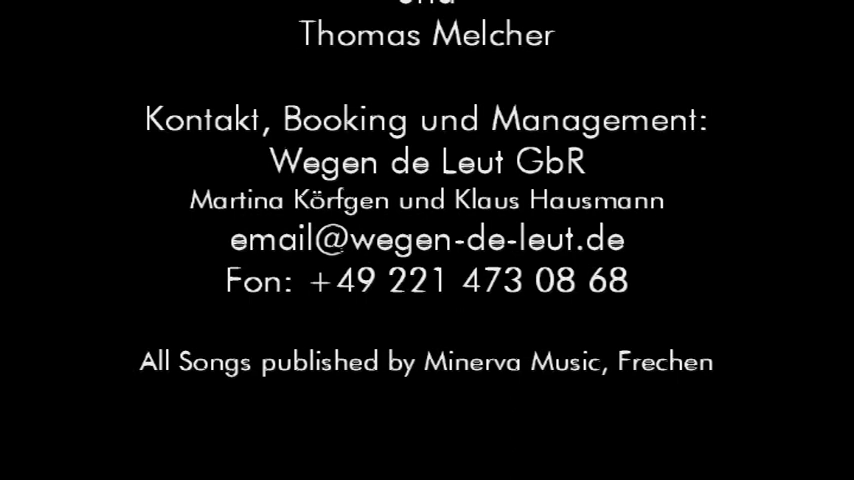 und
Thomas Melcher
Kontakt, Booking und Management:
Wegen de Leut GbR
Martina Körfgen und Klaus Hausmann
email@wegen-de-leut.de
Fon: +49 221 473 08 68
All Songs published by Minerva Music, Frechen